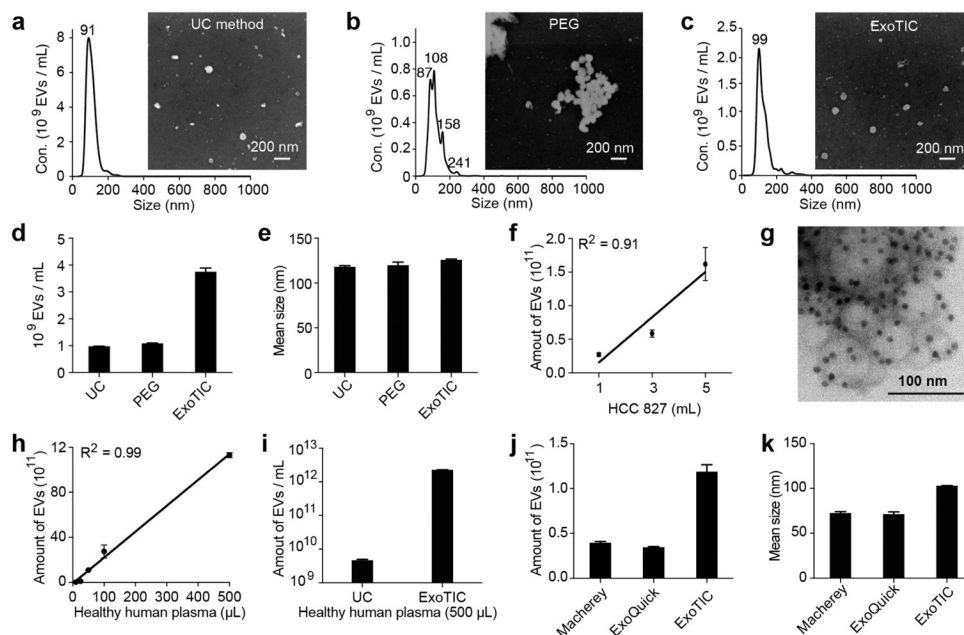 a
Con. (10⁹ EVs / mL)
8
6
4
2
0
91
UC method
200 nm
0 200 400 600 800 1000
Size (nm)
b
Con. (10⁹ EVs / mL)
1.0
0.8
0.6
0.4
0.2
0.0
108
87
158
241
PEG
200 nm
0 200 400 600 800 1000
Size (nm)
c
Con. (10⁹ EVs / mL)
2.5
2.0
1.5
1.0
0.5
0.0
99
ExoTIC
200 nm
0 200 400 600 800 1000
Size (nm)
d
10⁹ EVs / mL
5
4
3
2
1
0
UC
PEG
ExoTIC
e
Mean size (nm)
150
100
50
0
UC
PEG
ExoTIC
f
R² = 0.91
Amout of EVs (10¹¹)
2.0
1.5
1.0
0.5
0.0
1 3 5
HCC 827 (mL)
g
100 nm
h
R² = 0.99
Amount of EVs (10¹¹)
12
80
40
0
0 100 200 300 400 500
Healthy human plasma (µL)
i
Amount of EVs / mL
10¹³
10¹²
10¹¹
10¹⁰
10⁹
UC ExoTIC
Healthy human plasma (500 µL)
j
Amount of EVs (10¹¹)
1.5
1.0
0.5
0.0
Macherey
ExoQuick
ExoTIC
k
Mean size (nm)
150
100
50
0
Macherey
ExoQuick
ExoTIC